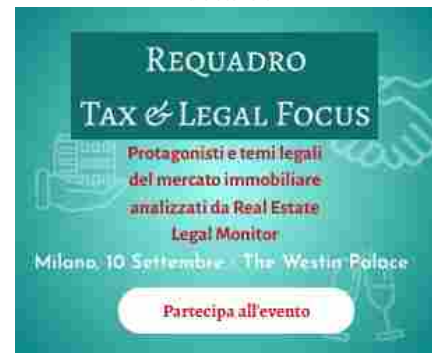 REQUADRO
TAX & LEGAL FOCUS
Protagonisti e temi legali
del mercato immobiliare
analizzati da Real Estate
Legal Monitor
Milano, 10 Settembre - The Westin Palace
Partecipa all'evento